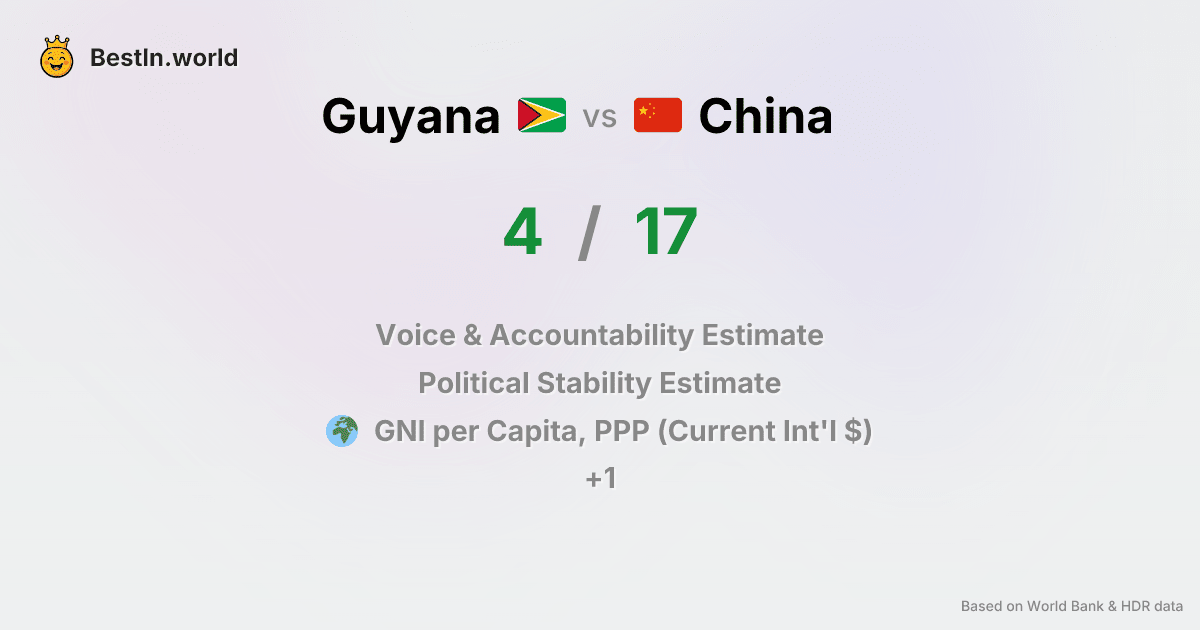 BestIn.world
Guyana vs China
4 / 17
Voice & Accountability Estimate
Political Stability Estimate
GNI per Capita, PPP (Current Int'l $)
+1
Based on World Bank & HDR data